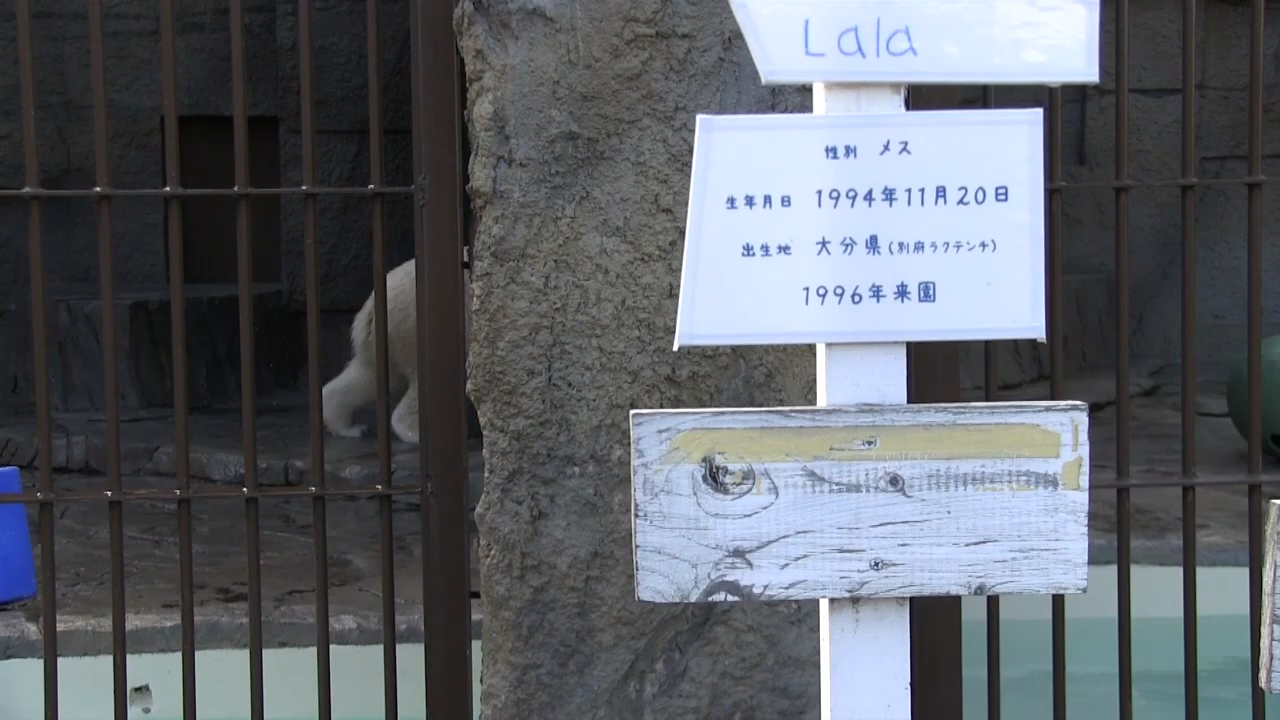 Lala
性別 メス
生年月日 1994年11月20日
出生地 大分県(別府ラクテンチ)
1996年来園